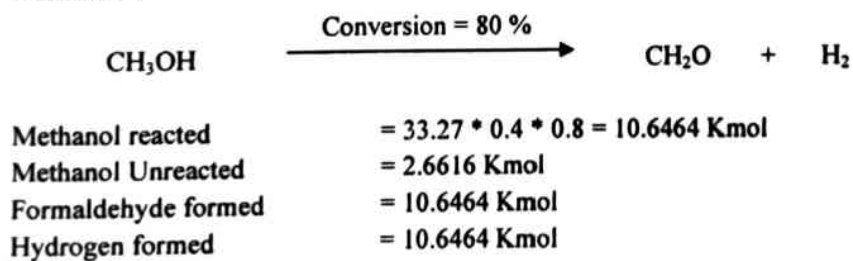 Conversion = 80 %
CH₃OH CH₂O + H₂
Methanol reacted = 33.27 * 0.4 * 0.8 = 10.6464 Kmol
Methanol Unreacted = 2.6616 Kmol
Formaldehyde formed = 10.6464 Kmol
Hydrogen formed = 10.6464 Kmol